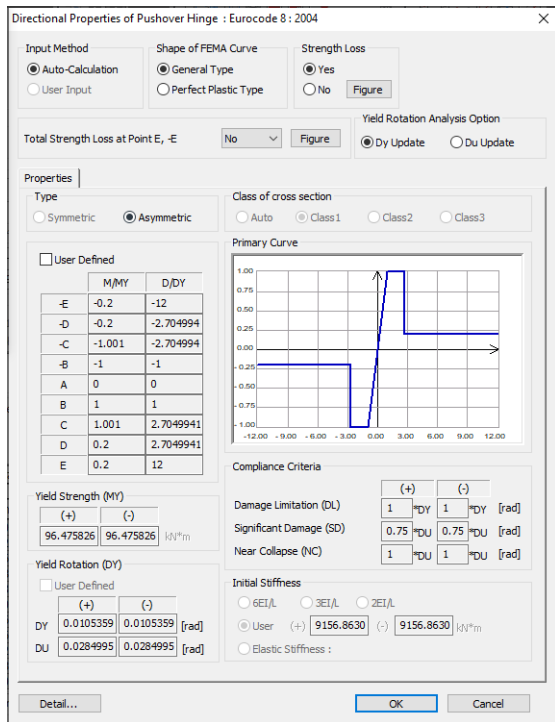 Directional Properties of Pushover Hinge : Eurocode 8 : 2004
Input Method
Auto-Calculation
User Input
Shape of FEMA Curve
General Type
Perfect Plastic Type
Strength Loss
Yes
No Figure
Total Strength Loss at Point E, -E No Figure
Yield Rotation Analysis Option
Dy Update Du Update
Properties
Type
Symmetric Asymmetric
Class of cross section
Auto Class1 Class2 Class3
User Defined
M/MY D/DY
-E -0.2 -12
-D -0.2 -2.704994
-C -1.001 -2.704994
-B -1 -1
A 0 0
B 1 1
C 1.001 2.7049941
D 0.2 2.7049941
E 0.2 12
Primary Curve
1.00
0.75
0.50
0.25
0.00
-0.25
-0.50
-0.75
-1.00
-12.00 -9.00 -6.00 -3.00 0.00 3.00 6.00 9.00 12.00
Yield Strength (MY)
(+) (-)
96.475826 96.475826 kN*m
Yield Rotation (DY)
User Defined
(+) (-)
DY 0.0105359 0.0105359 [rad]
DU 0.0284995 0.0284995 [rad]
Compliance Criteria
(+) (-)
Damage Limitation (DL) 1 *DY 1 *DY [rad]
Significant Damage (SD) 0.75 *DU 0.75 *DU [rad]
Near Collapse (NC) 1 *DU 1 *DU [rad]
Initial Stiffness
6EI/L 3EI/L 2EI/L
User (+) 9156.8630 (-) 9156.8630 kN*m
Elastic Stiffness :
Detail... OK Cancel